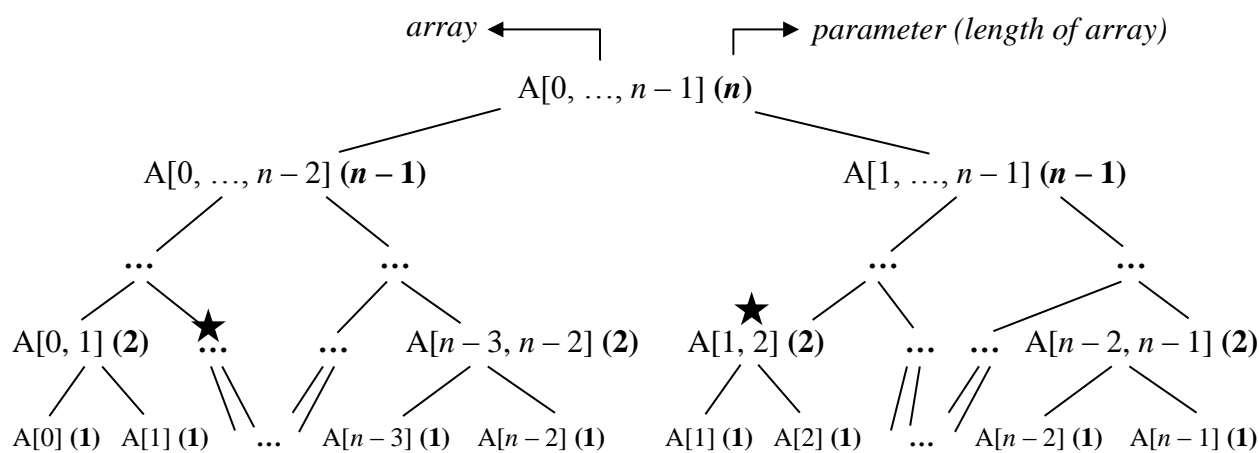 array parameter (length of array)
A[0, …, n – 1] (n)
A[0, …, n – 2] (n – 1) A[1, …, n – 1] (n – 1)
… … … …
A[0, 1] (2) … … A[n – 3, n – 2] (2) A[1, 2] (2) … … A[n – 2, n – 1] (2)
A[0] (1) A[1] (1) … A[n – 3] (1) A[n – 2] (1) A[1] (1) A[2] (1) … A[n – 2] (1) A[n – 1] (1)